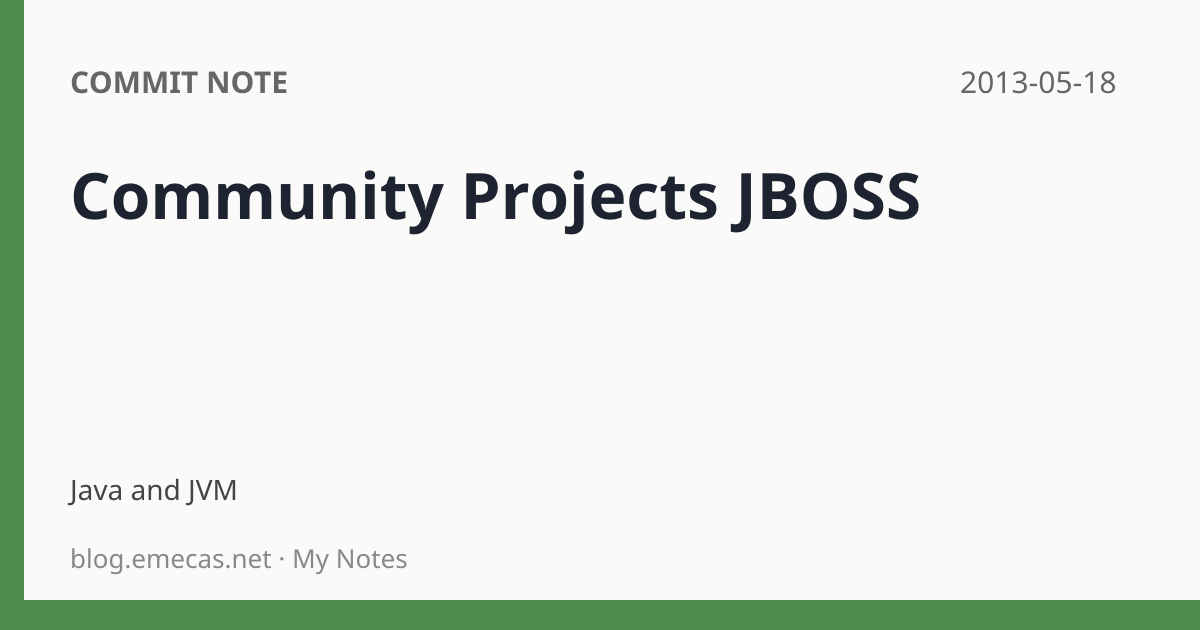 COMMIT NOTE
2013-05-18
Community Projects JBOSS
Java and JVM
blog.emecas.net · My Notes